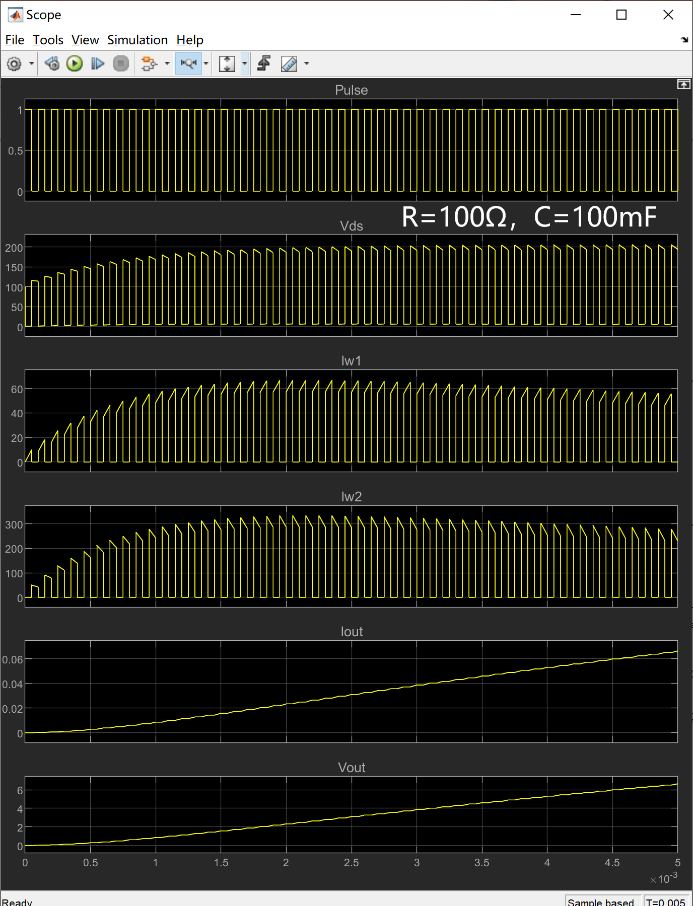 Scope
File Tools View Simulation Help
Pulse
1
0.5
0
R=100Ω，C=100mF
Vds
200
150
100
50
0
Iw1
60
40
20
0
Iw2
300
200
100
0
Iout
0.06
0.04
0.02
0
Vout
6
4
2
0
0 0.5 1 1.5 2 2.5 3 3.5 4 4.5 5
×10⁻³
Ready Sample based T=0.005